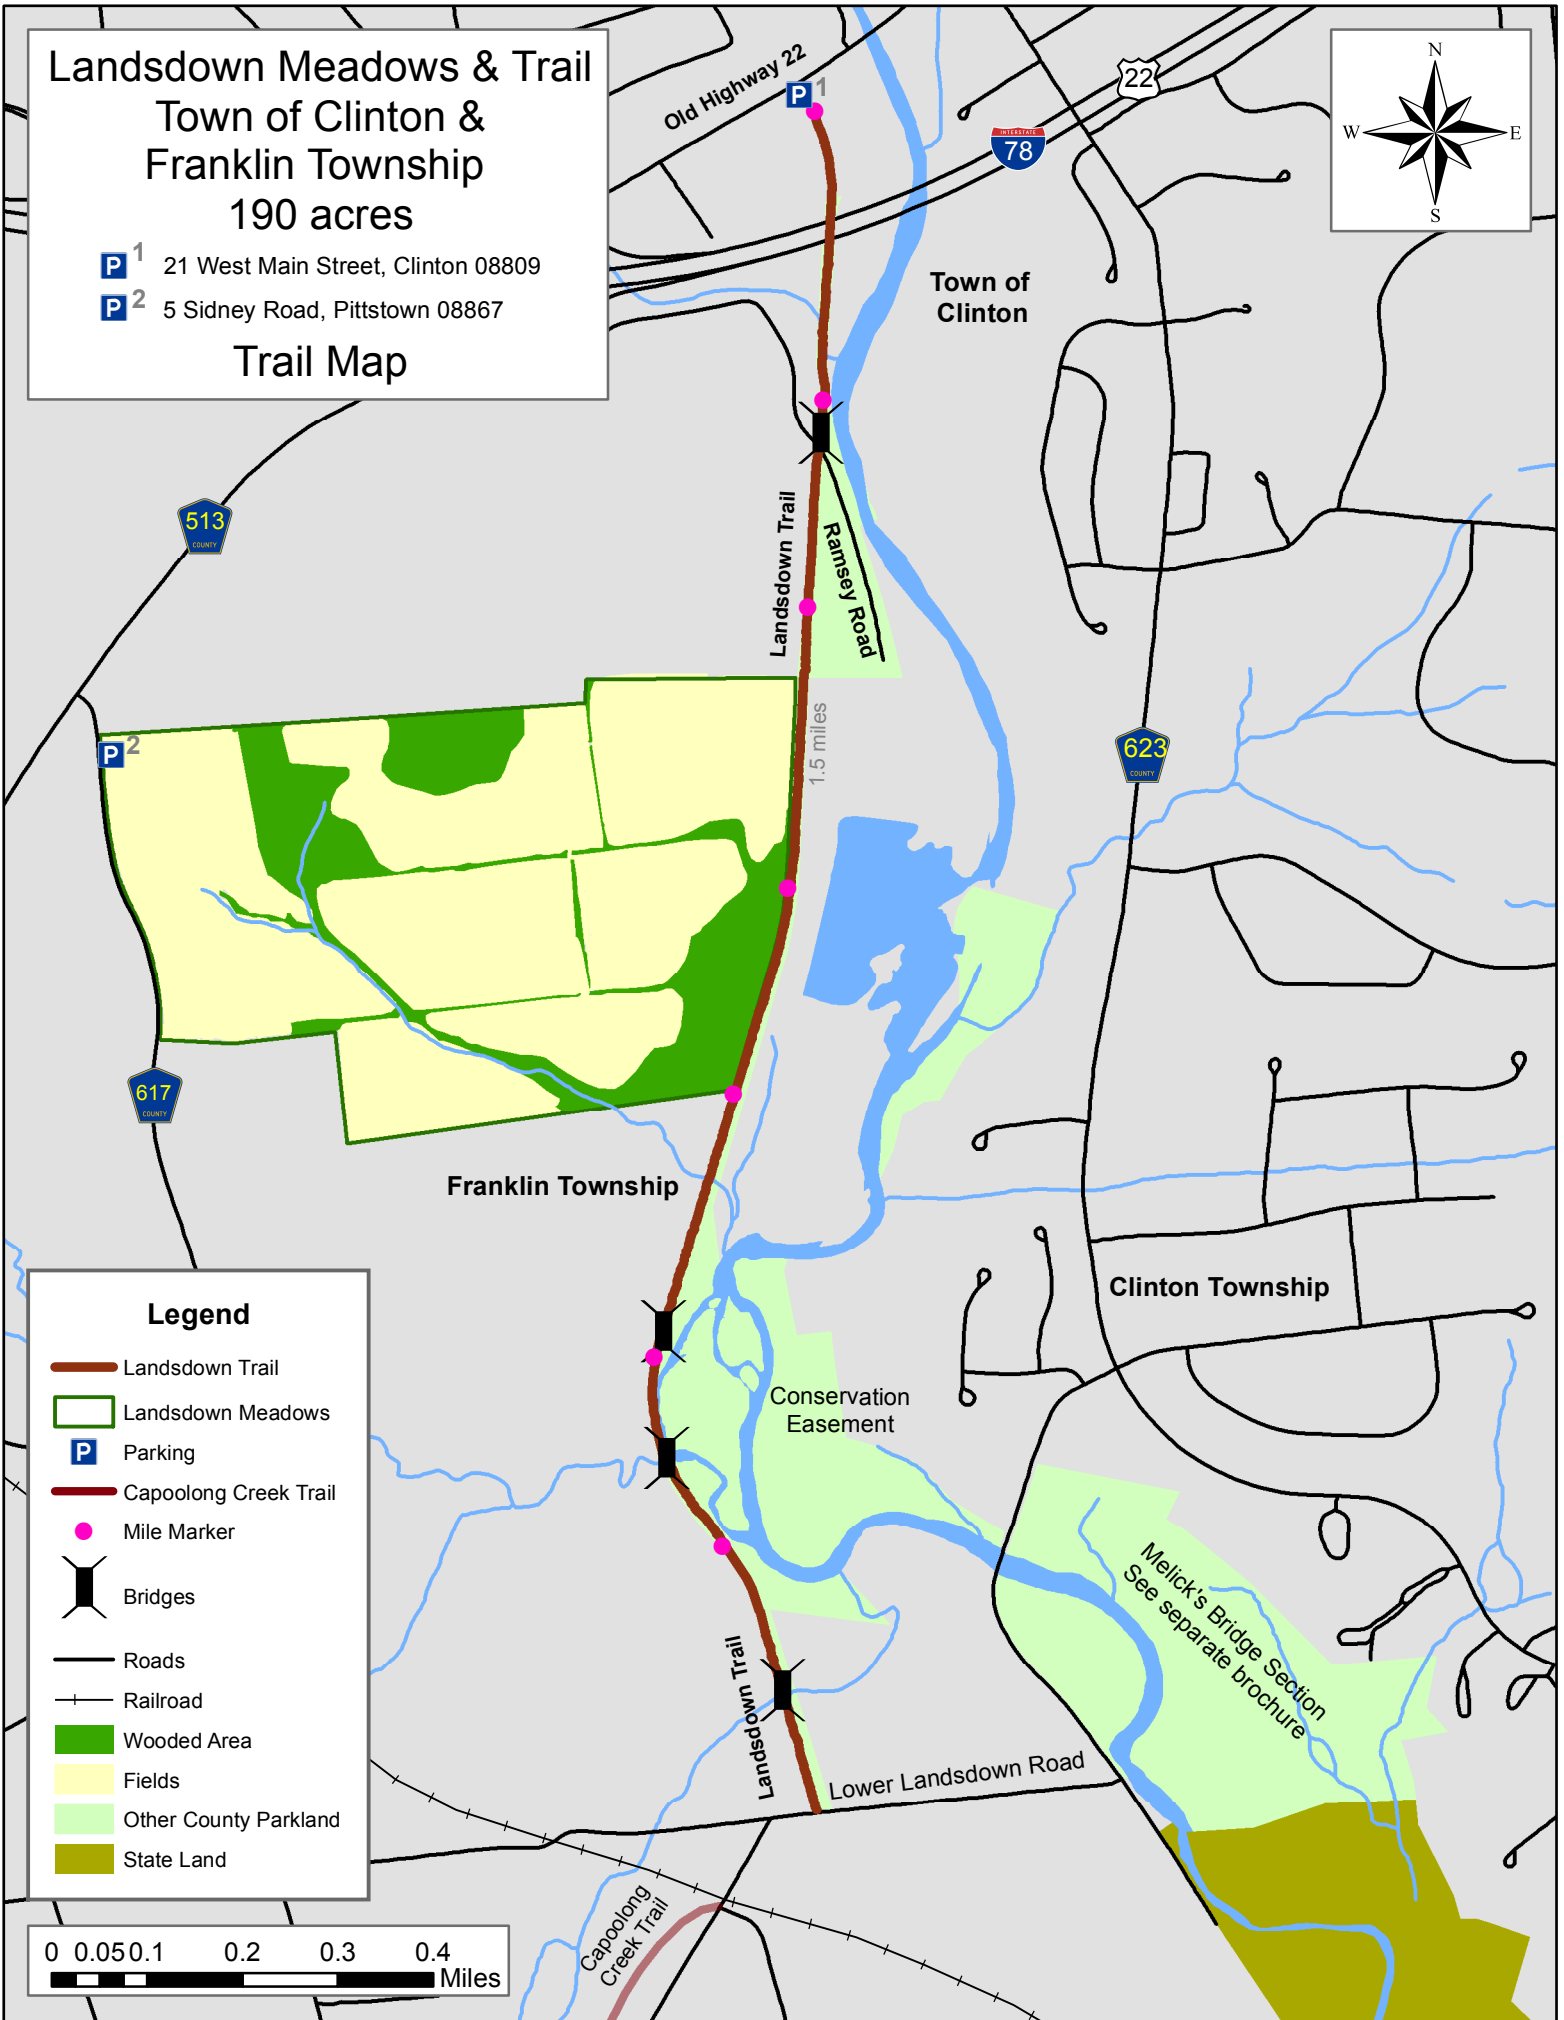 Landsdown Meadows & Trail
Town of Clinton &
Franklin Township
190 acres
P 1 21 West Main Street, Clinton 08809
P 2 5 Sidney Road, Pittstown 08867
Trail Map
Old Highway 22
P 1
22
INTERSTATE
78
N
W E
S
Town of
Clinton
513
COUNTY
Landsdown Trail
Ramsey Road
1.5 miles
P 2
623
COUNTY
617
COUNTY
Franklin Township
Clinton Township
Conservation
Easement
Melick's Bridge Section
See separate brochure
Landsdown Trail
Lower Landsdown Road
Capoolong
Creek Trail
Legend
Landsdown Trail
Landsdown Meadows
P Parking
Capoolong Creek Trail
Mile Marker
Bridges
Roads
Railroad
Wooded Area
Fields
Other County Parkland
State Land
0 0.05 0.1 0.2 0.3 0.4
Miles